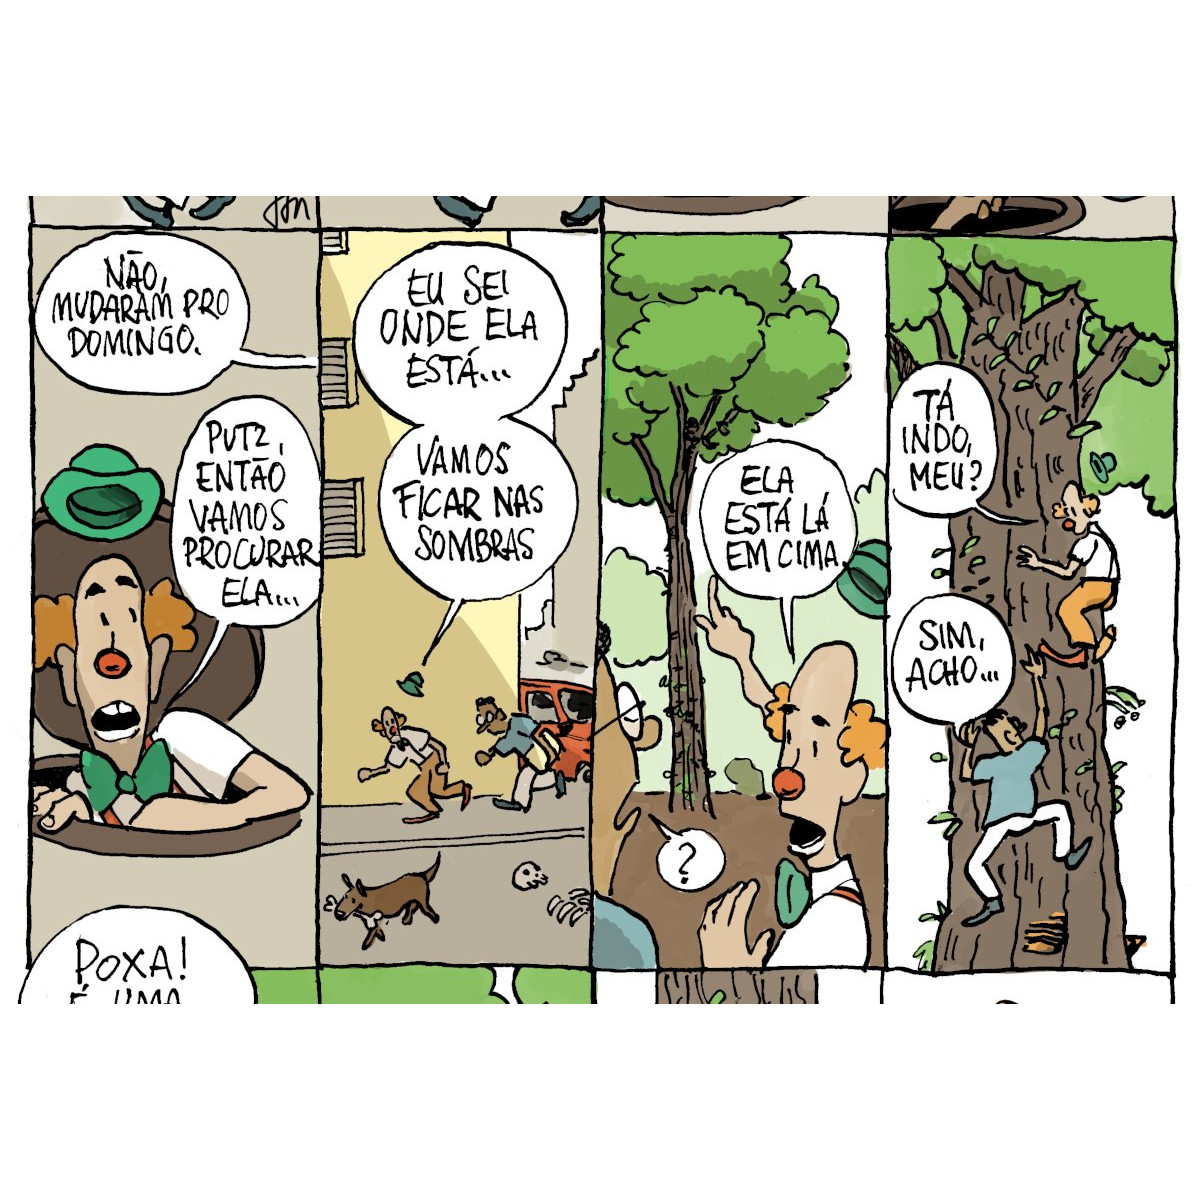 NÃO,
MUDARAM PRO
DOMINGO.
PUTZ,
ENTÃO
VAMOS
PROCURAR
ELA...
EU SEI
ONDE ELA
ESTÁ...
VAMOS
FICAR NAS
SOMBRAS
ELA
ESTÁ LÁ
EM CIMA.
?
TÁ
INDO,
MEU?
SIM,
ACHO...
POXA!
É UMA